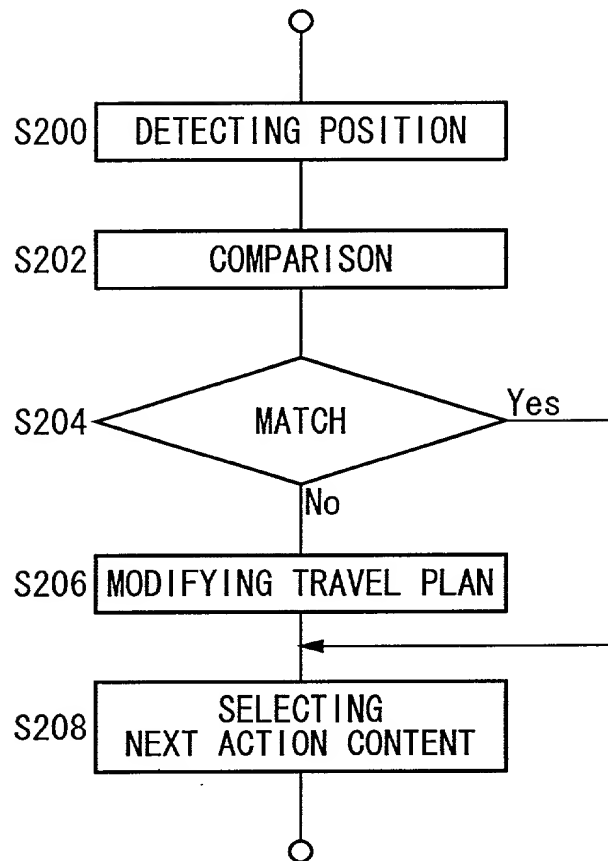 S200 DETECTING POSITION
S202 COMPARISON
S204 MATCH Yes
No
S206 MODIFYING TRAVEL PLAN
S208 SELECTING
NEXT ACTION CONTENT